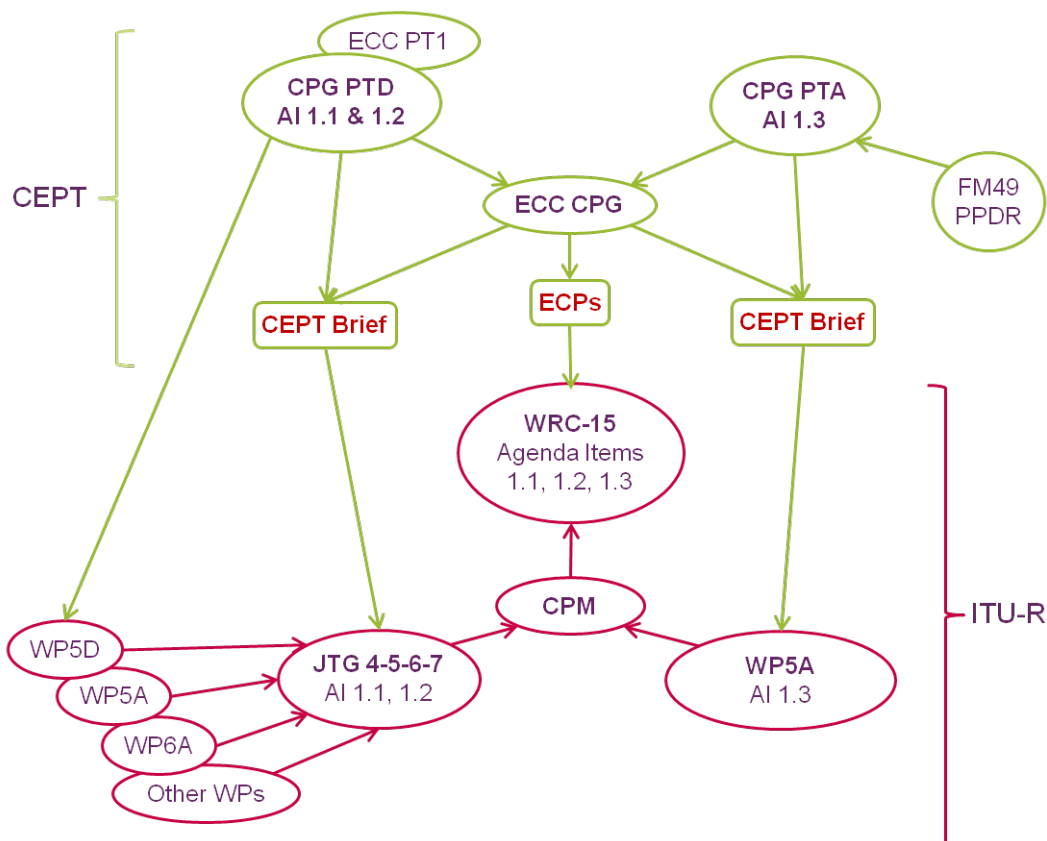 ECC PT1
CPG PTD
AI 1.1 & 1.2
CPG PTA
AI 1.3
CEPT
ECC CPG
FM49
PPDR
CEPT Brief
ECPs
CEPT Brief
WRC-15
Agenda Items
1.1, 1.2, 1.3
CPM
ITU-R
WP5D
JTG 4-5-6-7
AI 1.1, 1.2
WP5A
AI 1.3
WP5A
WP6A
Other WPs